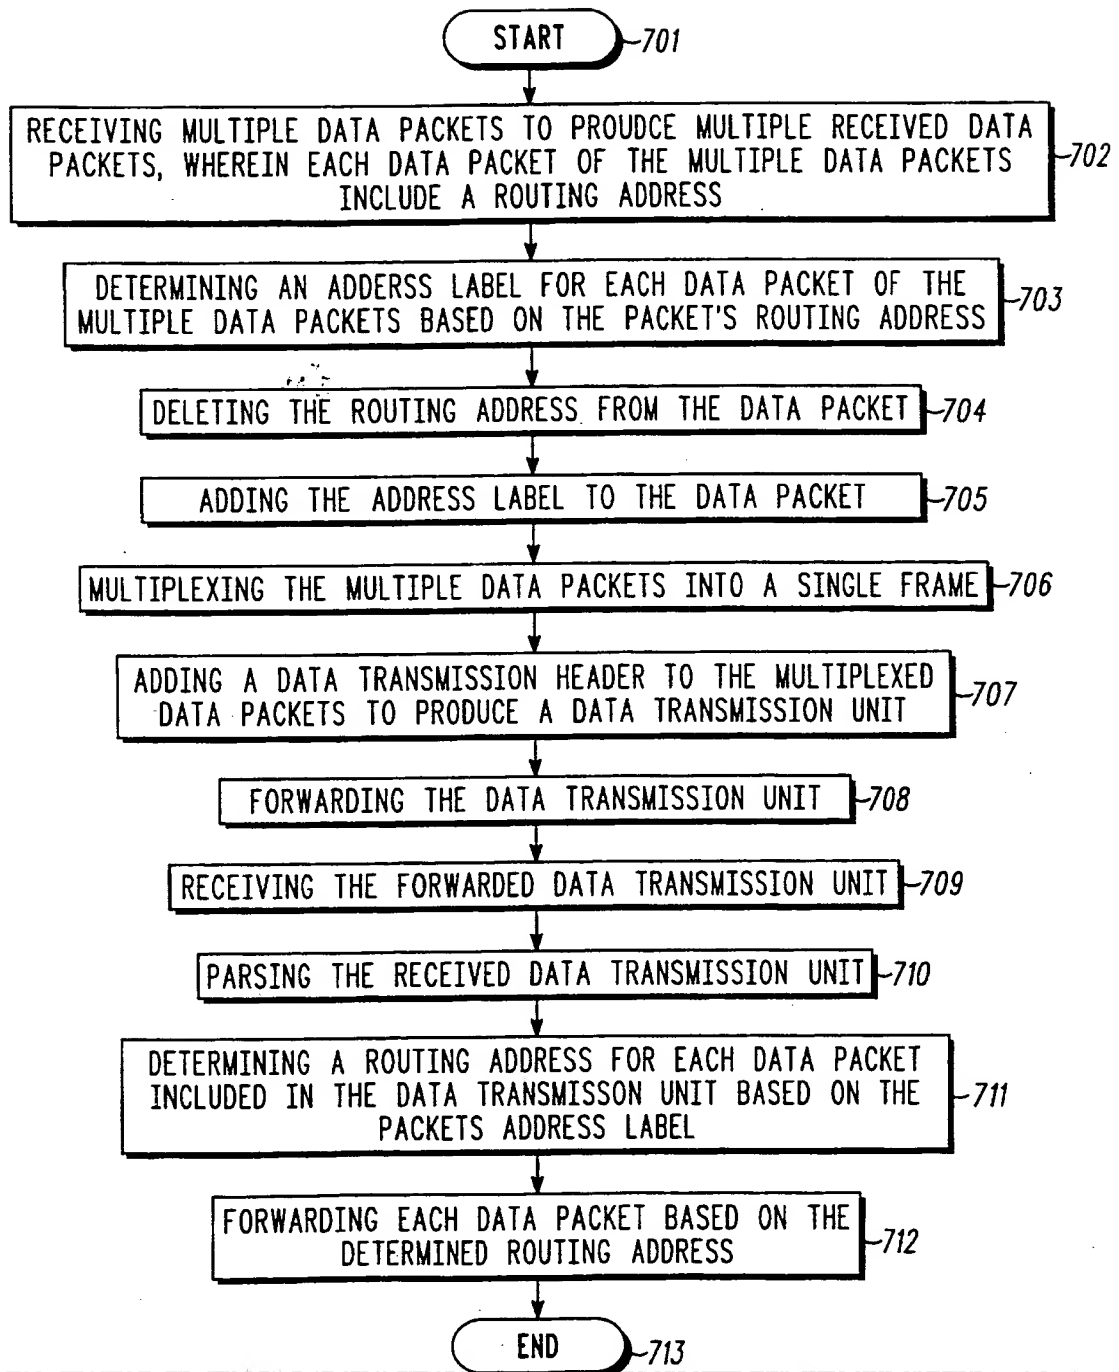 START
701
RECEIVING MULTIPLE DATA PACKETS TO PROUDCE MULTIPLE RECEIVED DATA
PACKETS, WHEREIN EACH DATA PACKET OF THE MULTIPLE DATA PACKETS
INCLUDE A ROUTING ADDRESS
702
DETERMINING AN ADDERSS LABEL FOR EACH DATA PACKET OF THE
MULTIPLE DATA PACKETS BASED ON THE PACKET'S ROUTING ADDRESS
703
DELETING THE ROUTING ADDRESS FROM THE DATA PACKET
704
ADDING THE ADDRESS LABEL TO THE DATA PACKET
705
MULTIPLEXING THE MULTIPLE DATA PACKETS INTO A SINGLE FRAME
706
ADDING A DATA TRANSMISSION HEADER TO THE MULTIPLEXED
DATA PACKETS TO PRODUCE A DATA TRANSMISSION UNIT
707
FORWARDING THE DATA TRANSMISSION UNIT
708
RECEIVING THE FORWARDED DATA TRANSMISSION UNIT
709
PARSING THE RECEIVED DATA TRANSMISSION UNIT
710
DETERMINING A ROUTING ADDRESS FOR EACH DATA PACKET
INCLUDED IN THE DATA TRANSMISSON UNIT BASED ON THE
PACKETS ADDRESS LABEL
711
FORWARDING EACH DATA PACKET BASED ON THE
DETERMINED ROUTING ADDRESS
712
END
713